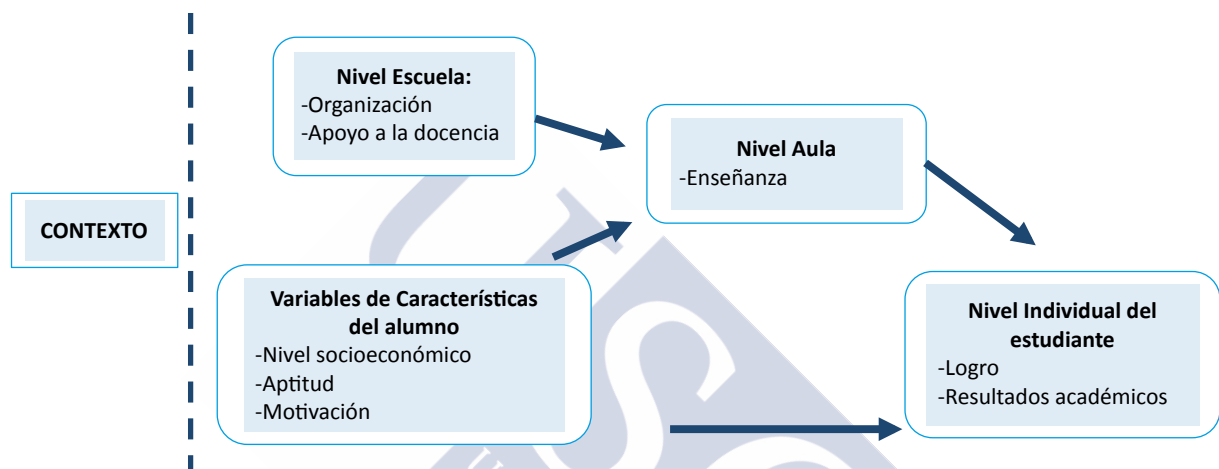 CONTEXTO
Nivel Escuela:
-Organización
-Apoyo a la docencia
Nivel Aula
-Enseñanza
Variables de Característicias
del alumno
-Nivel socioeconómico
-Aptitud
-Motivación
Nivel Individual del
estudiante
-Logro
-Resultados académicos